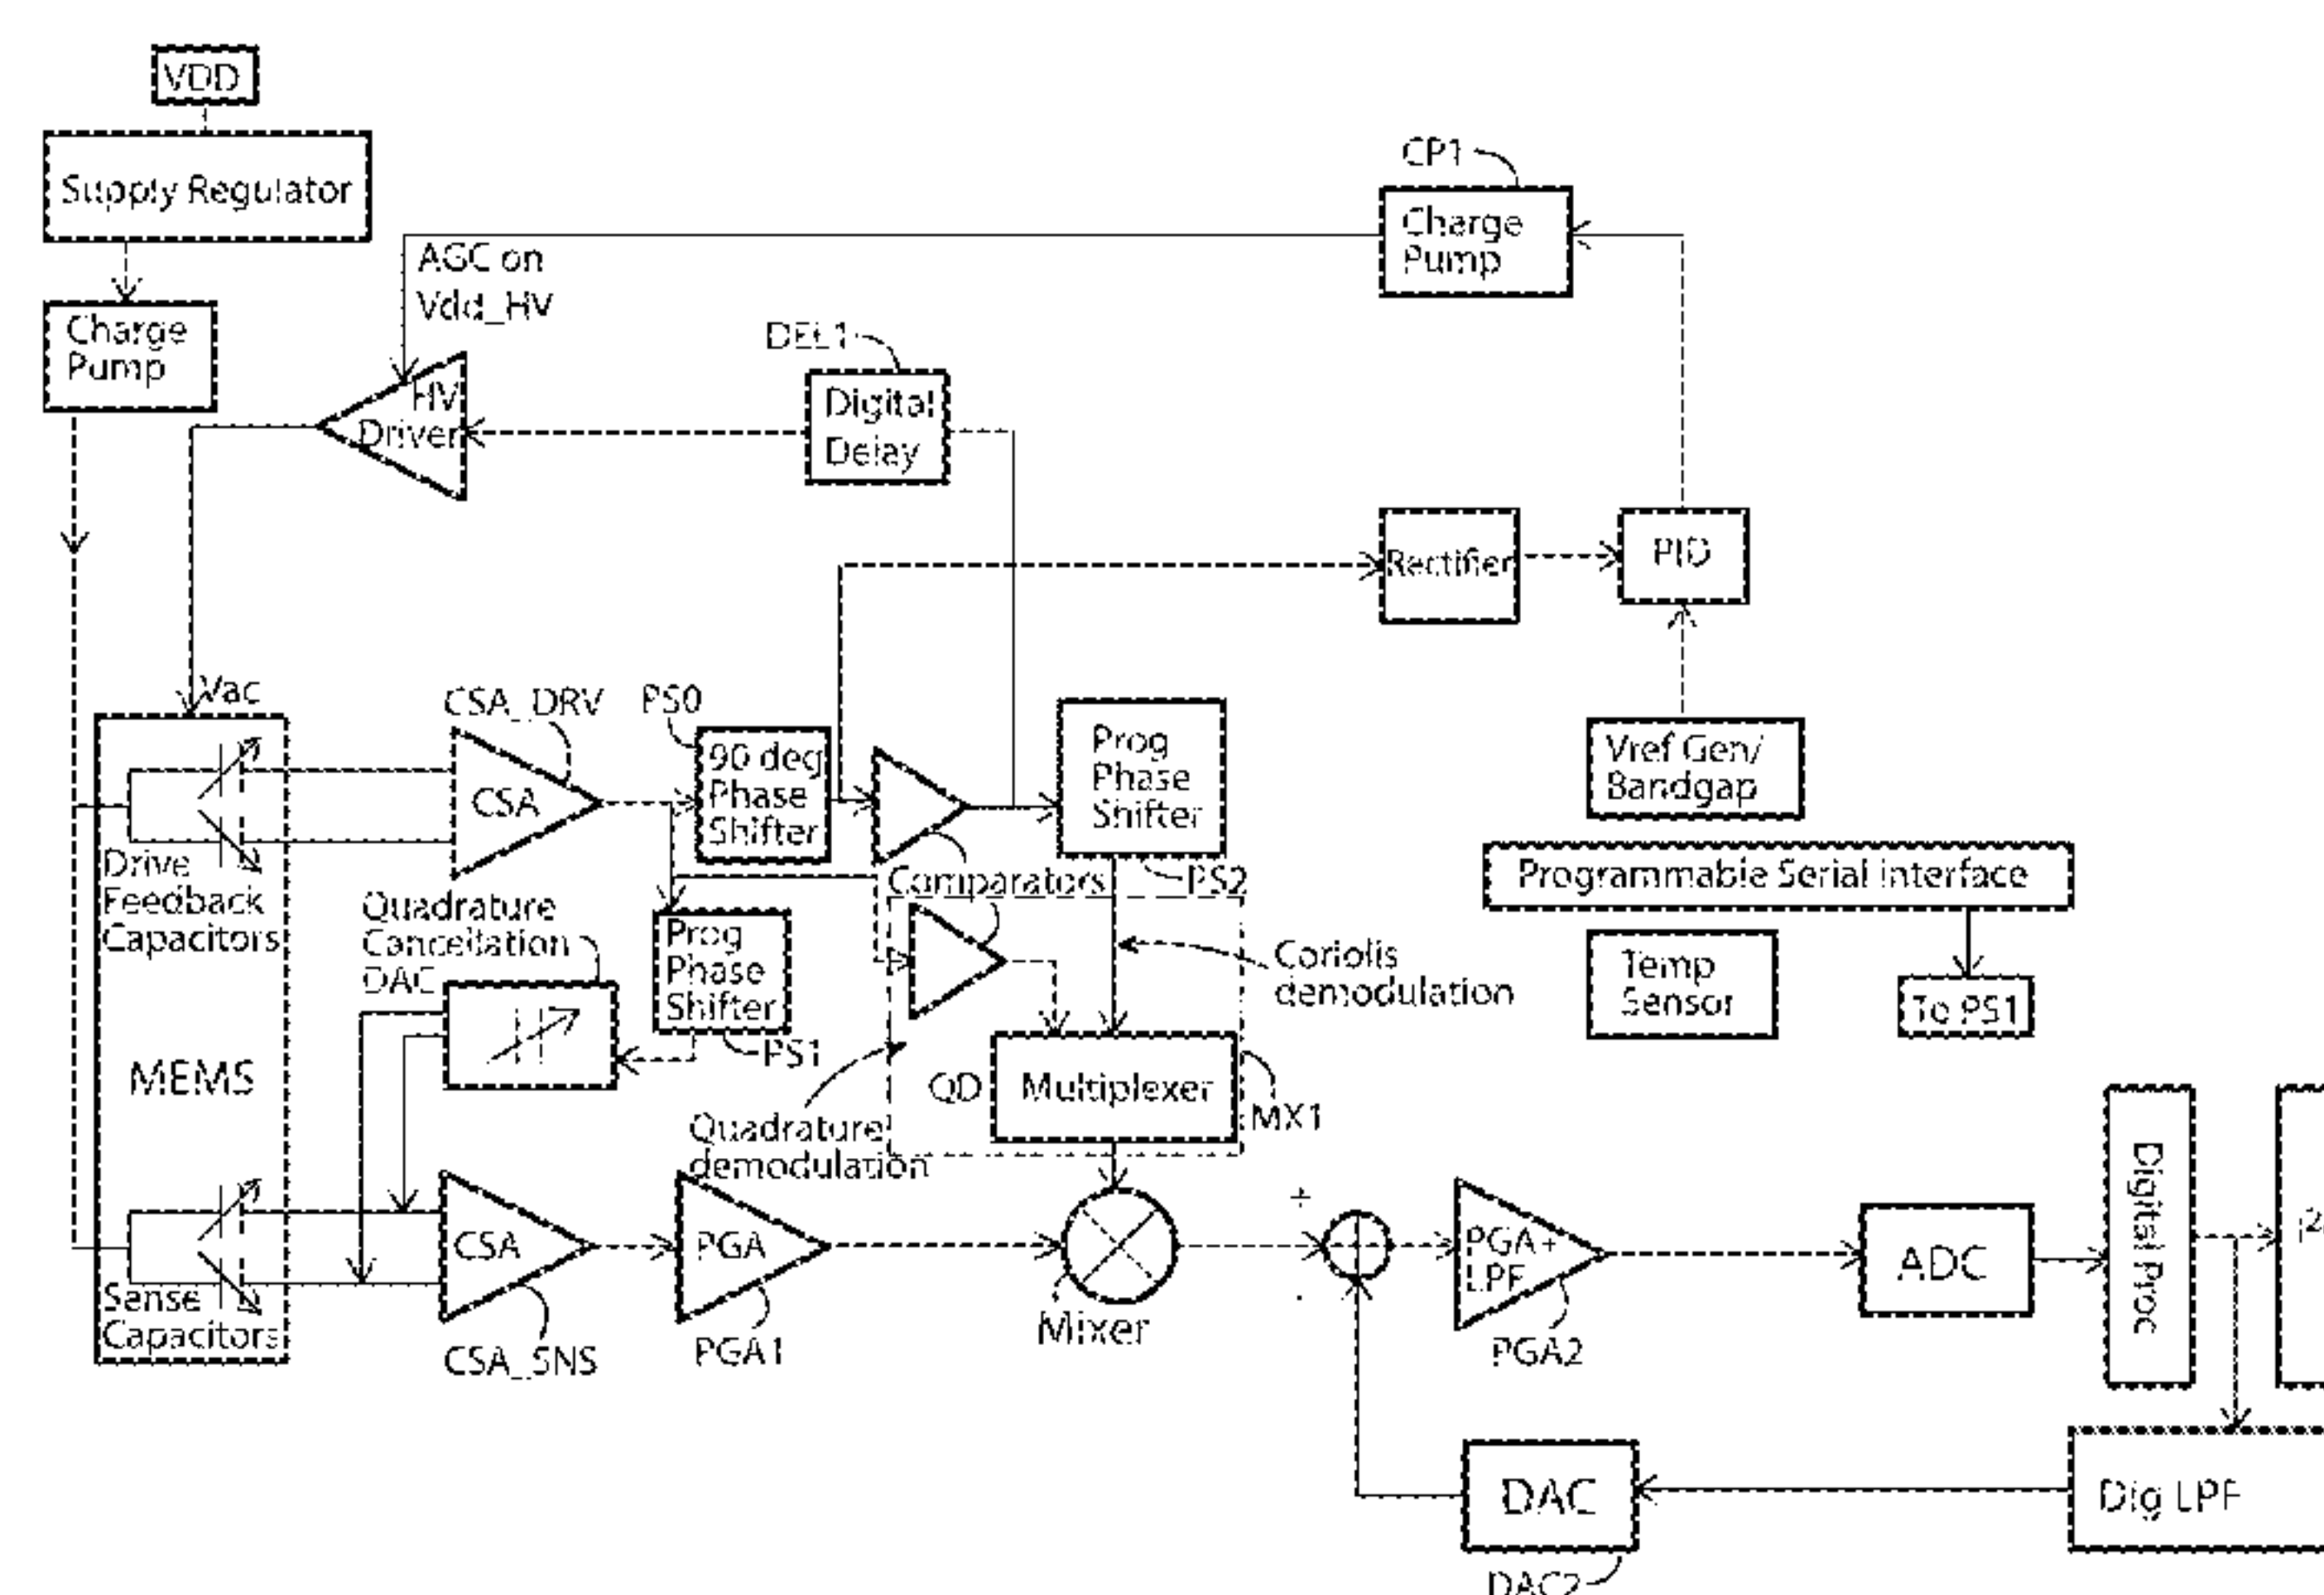 VDD
Supply Regulator
Charge
Pump
CP1
Charge
Pump
AGC on
Vdd_HV
HV
Driver
DEL1
Digital
Delay
Rectifier
PID
Vref Gen/
Bandgap
Vac
CSA_DRV
CSA
PS0
90 deg
Phase
Shifter
Prog
Phase
Shifter
PS2
Comparators
Programmable Serial interface
Temp
Sensor
To PS1
Drive
Feedback
Capacitors
Quadrature
Cancellation
DAC
Prog
Phase
Shifter
PS1
Coriolis
demodulation
MEMS
QD
Multiplexer
MX1
Quadrature
demodulation
Sense
Capacitors
CSA
CSA_SNS
PGA
PGA1
Mixer
+
-
PGA+
LPF
PGA2
ADC
Digital Proc
DAC
DAC2
Dig LPF